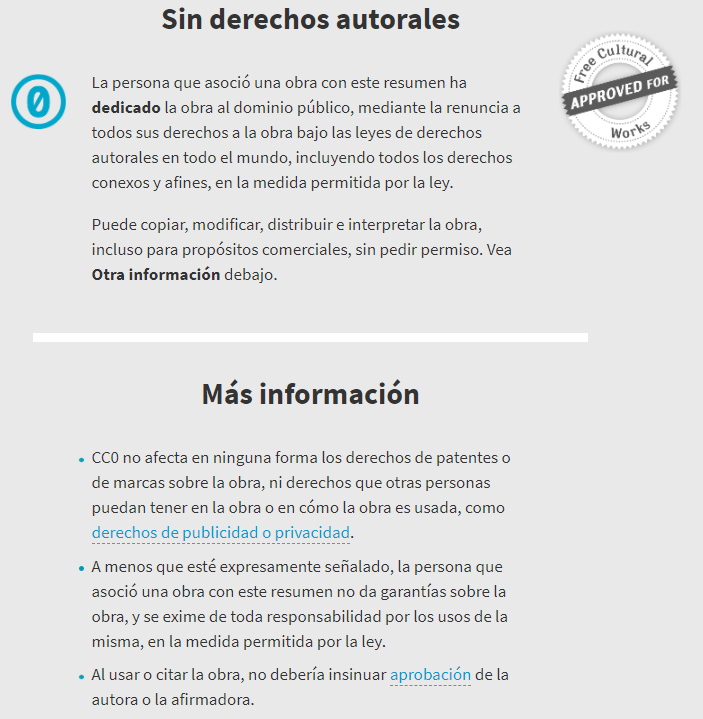 Sin derechos autorales
Free Cultural
APPROVED FOR
Works
0
La persona que asoció una obra con este resumen ha
dedicado la obra al dominio público, mediante la renuncia a
todos sus derechos a la obra bajo las leyes de derechos
autorales en todo el mundo, incluyendo todos los derechos
conexos y afines, en la medida permitida por la ley.
Puede copiar, modificar, distribuir e interpretar la obra,
incluso para propósitos comerciales, sin pedir permiso. Vea
Otra información debajo.
Más información
• CC0 no afecta en ninguna forma los derechos de patentes o
de marcas sobre la obra, ni derechos que otras personas
puedan tener en la obra o en cómo la obra es usada, como
derechos de publicidad o privacidad.
• A menos que esté expresamente señalado, la persona que
asoció una obra con este resumen no da garantías sobre la
obra, y se exime de toda responsabilidad por los usos de la
misma, en la medida permitida por la ley.
• Al usar o citar la obra, no debería insinuar aprobación de la
autora o la afirmadora.